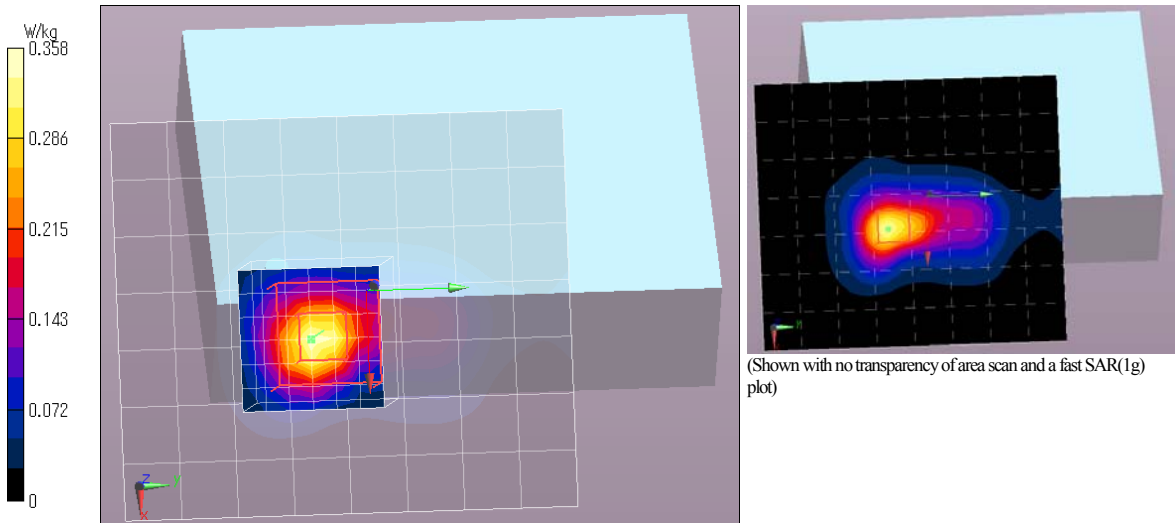 W/kg
0.358
0.286
0.215
0.143
0.072
0
z
y
x
(Shown with no transparency of area scan and a fast SAR(1g)
plot)